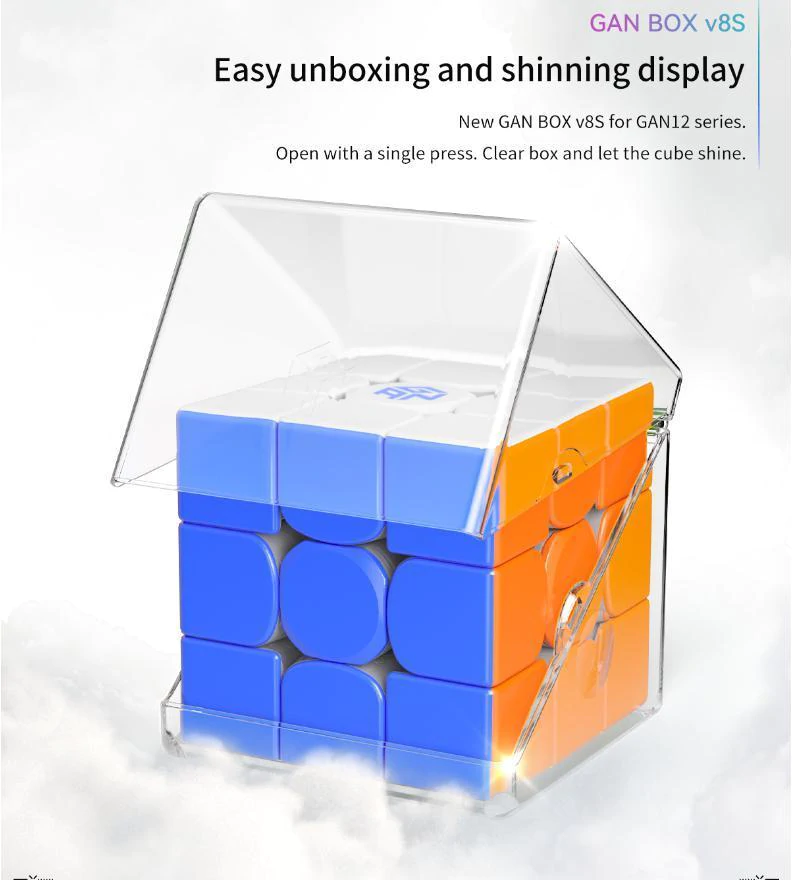 GAN BOX v8S
Easy unboxing and shinning display
New GAN BOX v8S for GAN12 series.
Open with a single press. Clear box and let the cube shine.
GAN